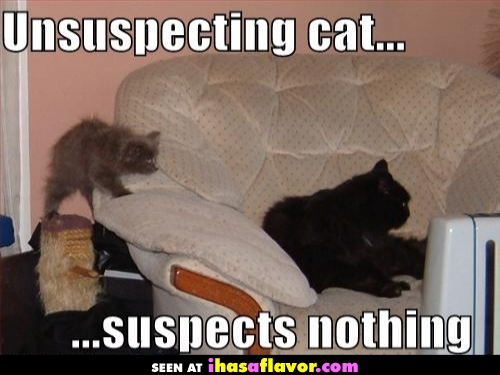 Unsuspecting cat...
...suspects nothing
SEEN AT ihasaflavor.com